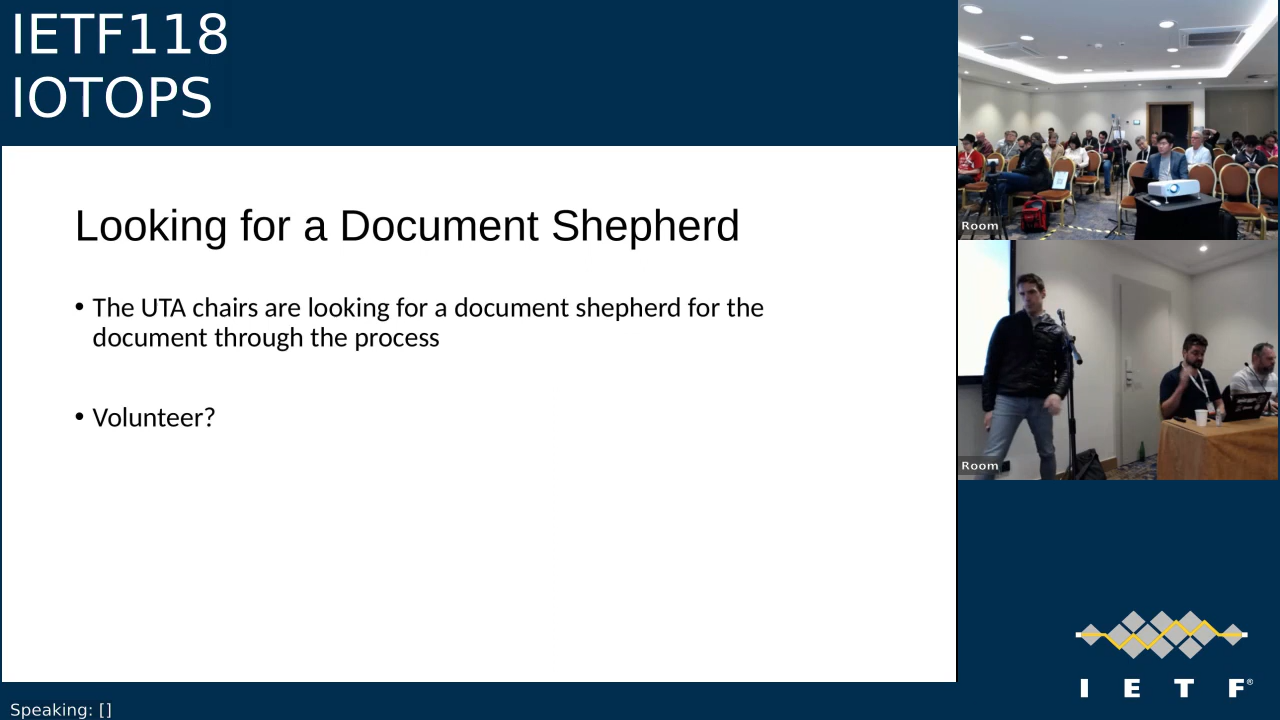 IETF118
IOTOPS
Looking for a Document Shepherd
• The UTA chairs are looking for a document shepherd for the
document through the process
• Volunteer?
Room
Room
I E T F®
Speaking: []